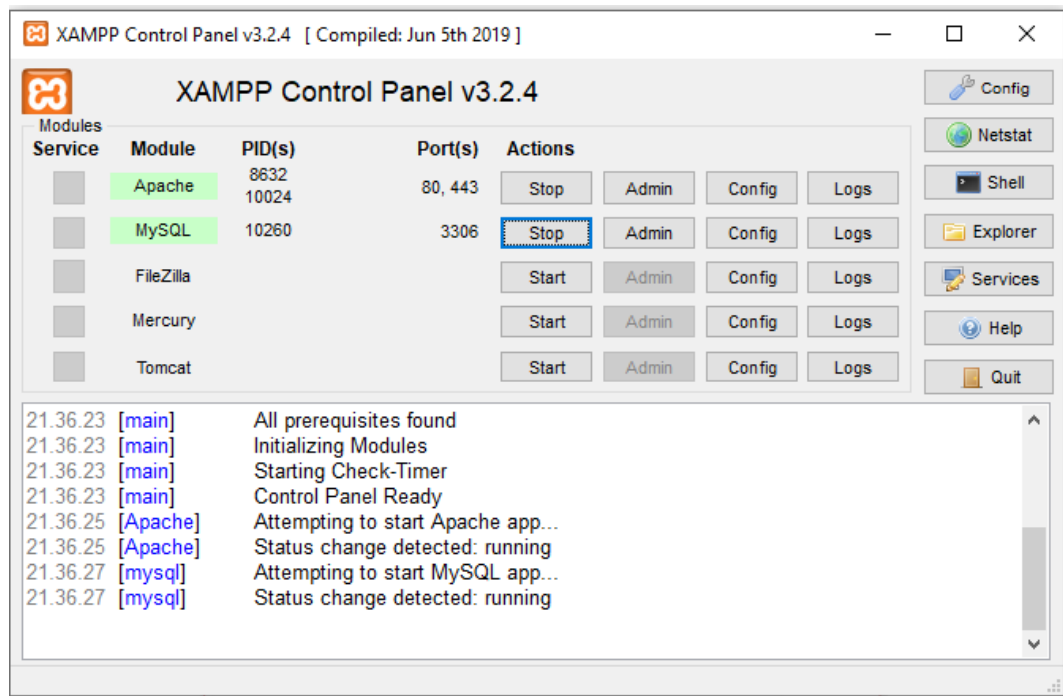 XAMPP Control Panel v3.2.4 [ Compiled: Jun 5th 2019 ]
XAMPP Control Panel v3.2.4
Config
Netstat
Shell
Explorer
Services
Help
Quit
Modules
Service Module PID(s) Port(s) Actions
Apache 8632 10024 80, 443 Stop Admin Config Logs
MySQL 10260 3306 Stop Admin Config Logs
FileZilla Start Admin Config Logs
Mercury Start Admin Config Logs
Tomcat Start Admin Config Logs
21.36.23 [main] All prerequisites found
21.36.23 [main] Initializing Modules
21.36.23 [main] Starting Check-Timer
21.36.23 [main] Control Panel Ready
21.36.25 [Apache] Attempting to start Apache app...
21.36.25 [Apache] Status change detected: running
21.36.27 [mysql] Attempting to start MySQL app...
21.36.27 [mysql] Status change detected: running